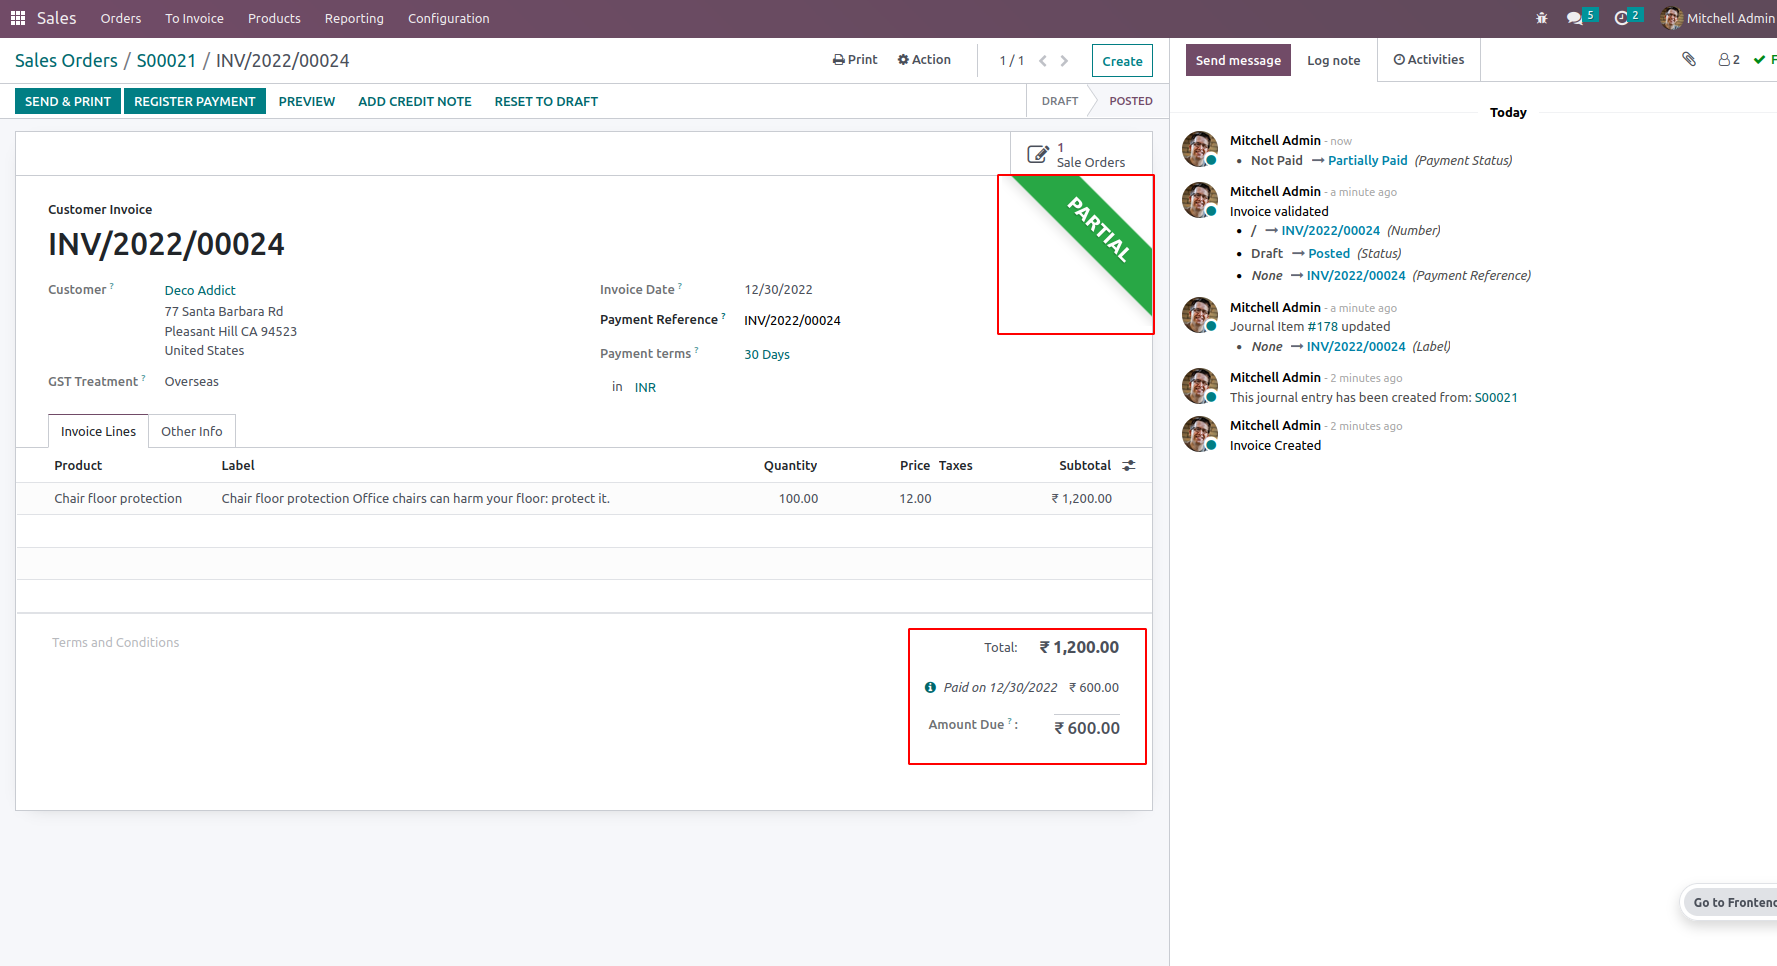 Sales Orders To Invoice Products Reporting Configuration 5 2 Mitchell Admin
Sales Orders / S00021 / INV/2022/00024 Print Action 1 / 1 Create
SEND & PRINT REGISTER PAYMENT PREVIEW ADD CREDIT NOTE RESET TO DRAFT DRAFT POSTED
1
Sale Orders
PARTIAL
Customer Invoice
INV/2022/00024
Customer ? Deco Addict Invoice Date ? 12/30/2022
77 Santa Barbara Rd
Payment Reference ? INV/2022/00024
Pleasant Hill CA 94523
United States Payment terms ? 30 Days
GST Treatment ? Overseas in INR
Invoice Lines Other Info
Product Label Quantity Price Taxes Subtotal
Chair floor protection Chair floor protection Office chairs can harm your floor: protect it. 100.00 12.00 ₹ 1,200.00
Terms and Conditions Total: ₹ 1,200.00
Paid on 12/30/2022 ₹ 600.00
Amount Due ? : ₹ 600.00
Send message Log note Activities 2 F
Today
Mitchell Admin - now
• Not Paid → Partially Paid (Payment Status)
Mitchell Admin - a minute ago
Invoice validated
• / → INV/2022/00024 (Number)
• Draft → Posted (Status)
• None → INV/2022/00024 (Payment Reference)
Mitchell Admin - a minute ago
Journal Item #178 updated
• None → INV/2022/00024 (Label)
Mitchell Admin - 2 minutes ago
This journal entry has been created from: S00021
Mitchell Admin - 2 minutes ago
Invoice Created
Go to Frontend